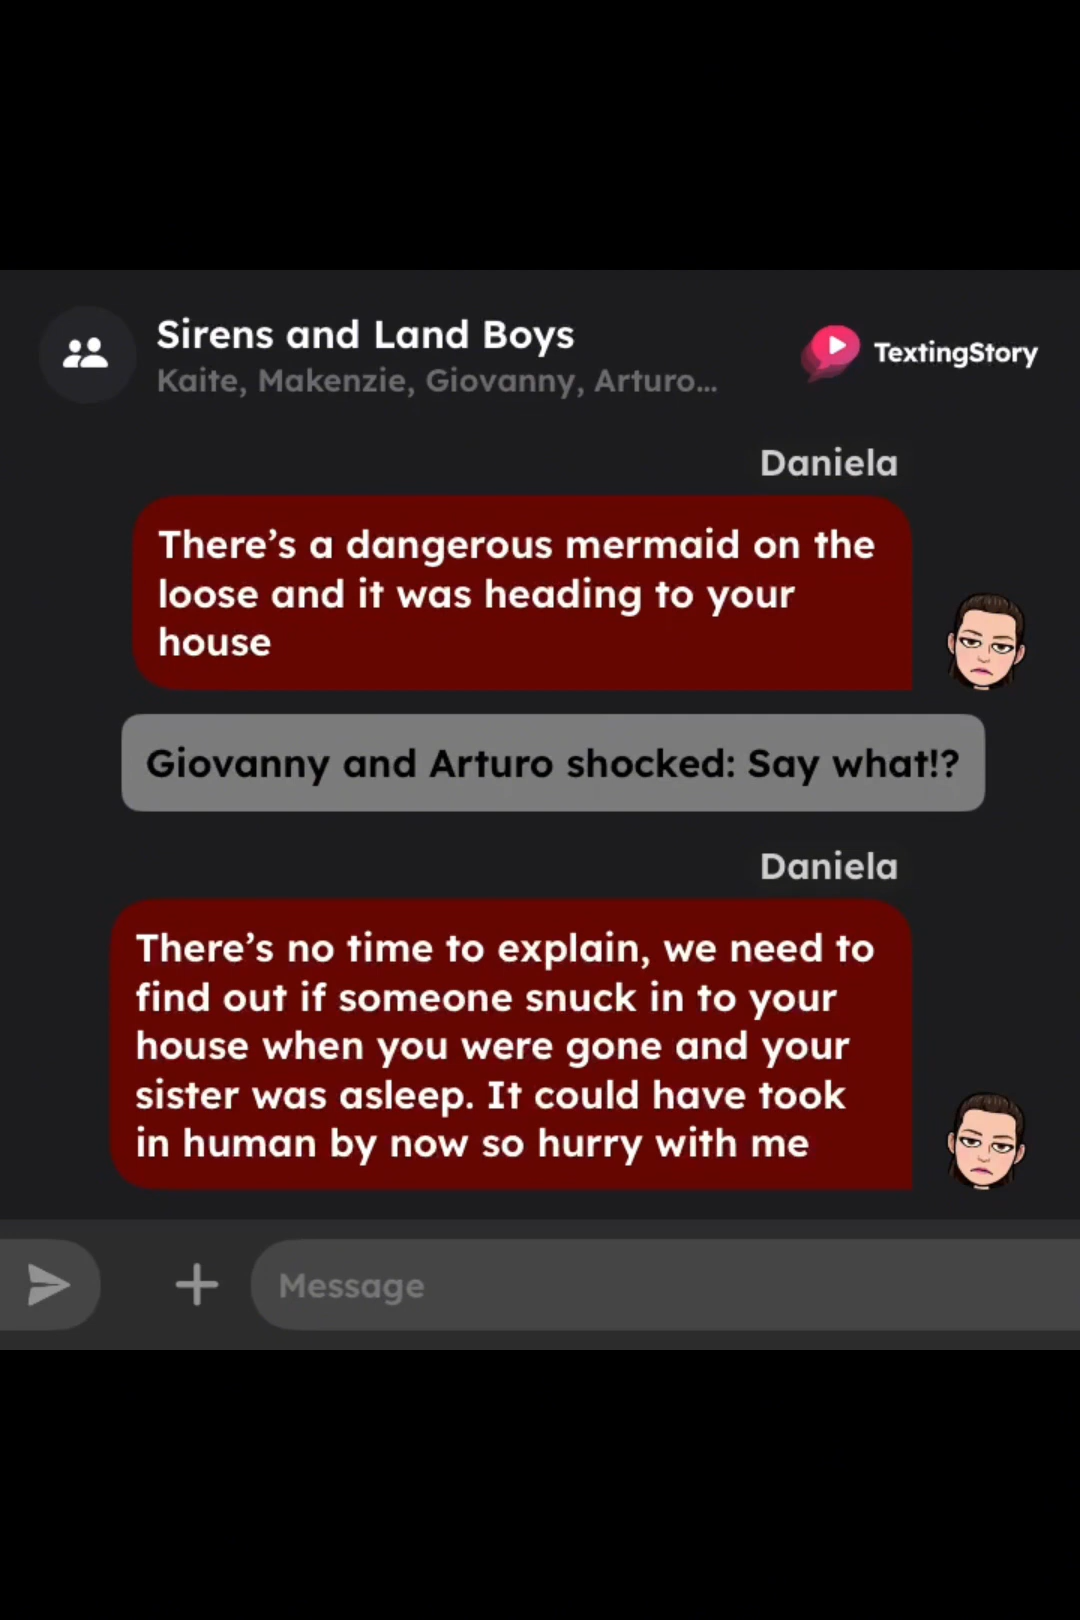 Sirens and Land Boys
Kaite, Makenzie, Giovanny, Arturo...
TextingStory
Daniela
There's a dangerous mermaid on the
loose and it was heading to your
house
Giovanny and Arturo shocked: Say what!?
Daniela
There's no time to explain, we need to
find out if someone snuck in to your
house when you were gone and your
sister was asleep. It could have took
in human by now so hurry with me
Message